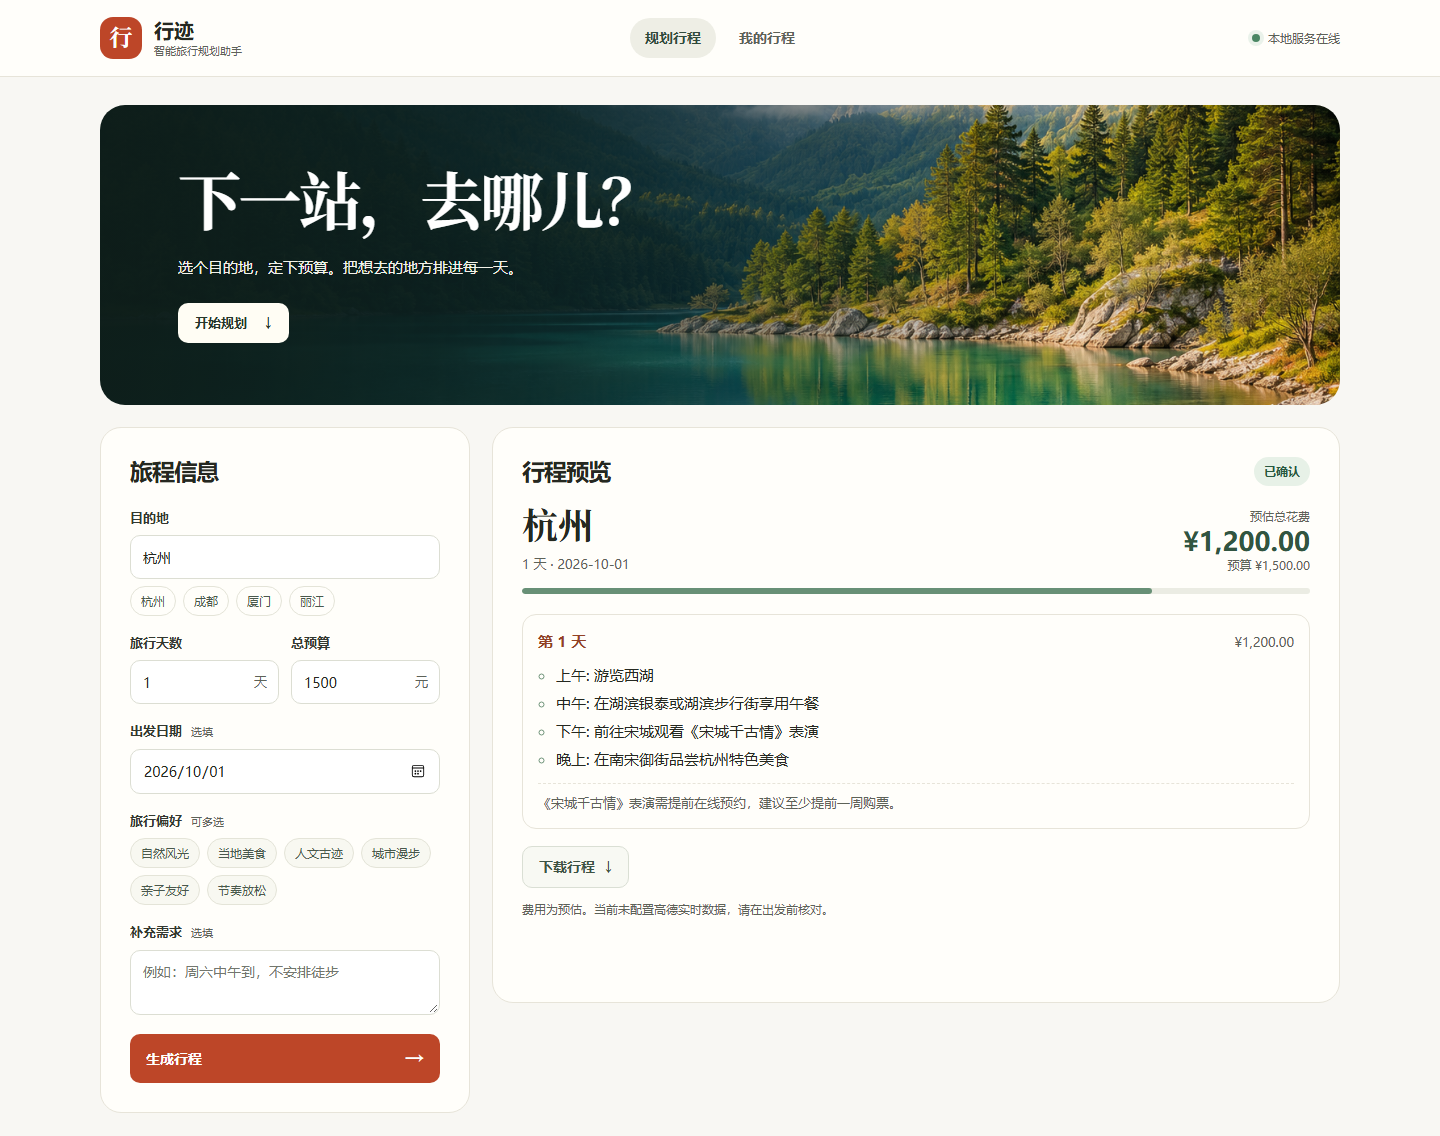 行
行迹
智能旅行规划助手
规划行程
我的行程
本地服务在线
下一站，去哪儿？
选个目的地，定下预算。把想去的地方排进每一天。
开始规划 ↓
旅程信息
目的地
杭州
杭州 成都 厦门 丽江
旅行天数 总预算
1 天 1500 元
出发日期 选填
2026/10/01
旅行偏好 可多选
自然风光 当地美食 人文古迹 城市漫步
亲子友好 节奏放松
补充需求 选填
例如：周六中午到，不安排徒步
生成行程 →
行程预览
已确认
杭州
1 天 · 2026-10-01
预估总花费
¥1,200.00
预算 ¥1,500.00
第 1 天 ¥1,200.00
上午: 游览西湖
中午: 在湖滨银泰或湖滨步行街享用午餐
下午: 前往宋城观看《宋城千古情》表演
晚上: 在南宋御街品尝杭州特色美食
《宋城千古情》表演需提前在线预约，建议至少提前一周购票。
下载行程 ↓
费用为预估。当前未配置高德实时数据，请在出发前核对。